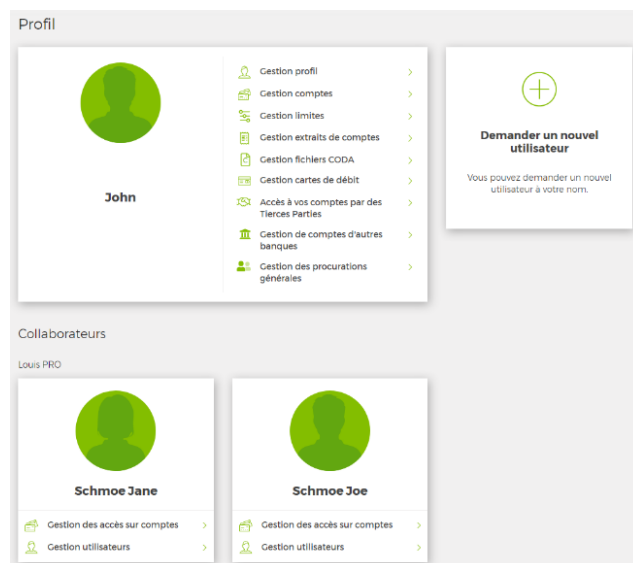 Profil
John
Gestion profil
Gestion comptes
Gestion limites
Gestion extraits de comptes
Gestion fichiers CODA
Gestion cartes de débit
Accès à vos comptes par des
Tierces Parties
Gestion de comptes d'autres
banques
Gestion des procurations
générales
Demander un nouvel
utilisateur
Vous pouvez demander un nouvel
utilisateur à votre nom.
Collaborateurs
Louis PRO
Schmoe Jane
Gestion des accès sur comptes
Gestion utilisateurs
Schmoe Joe
Gestion des accès sur comptes
Gestion utilisateurs